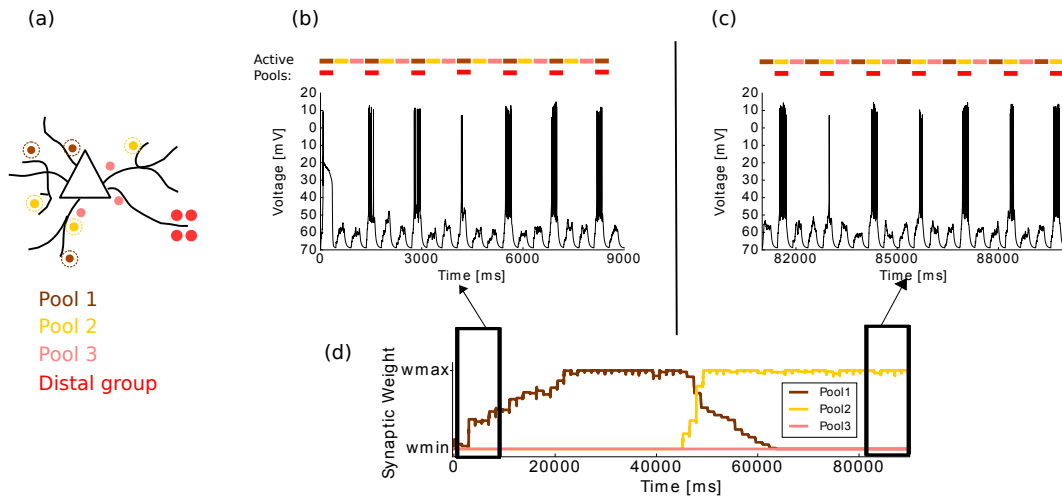 (a)
Pool 1
Pool 2
Pool 3
Distal group
(b)
Active
Pools:
20
10
0
10
20
30
40
50
60
70
Voltage [mV]
0
3000
6000
9000
Time [ms]
(c)
20
10
0
10
20
30
40
50
60
70
Voltage [mV]
82000
85000
88000
Time [ms]
(d)
Synaptic Weight
wmax
wmin
Pool1
Pool2
Pool3
0
20000
40000
60000
80000
Time [ms]